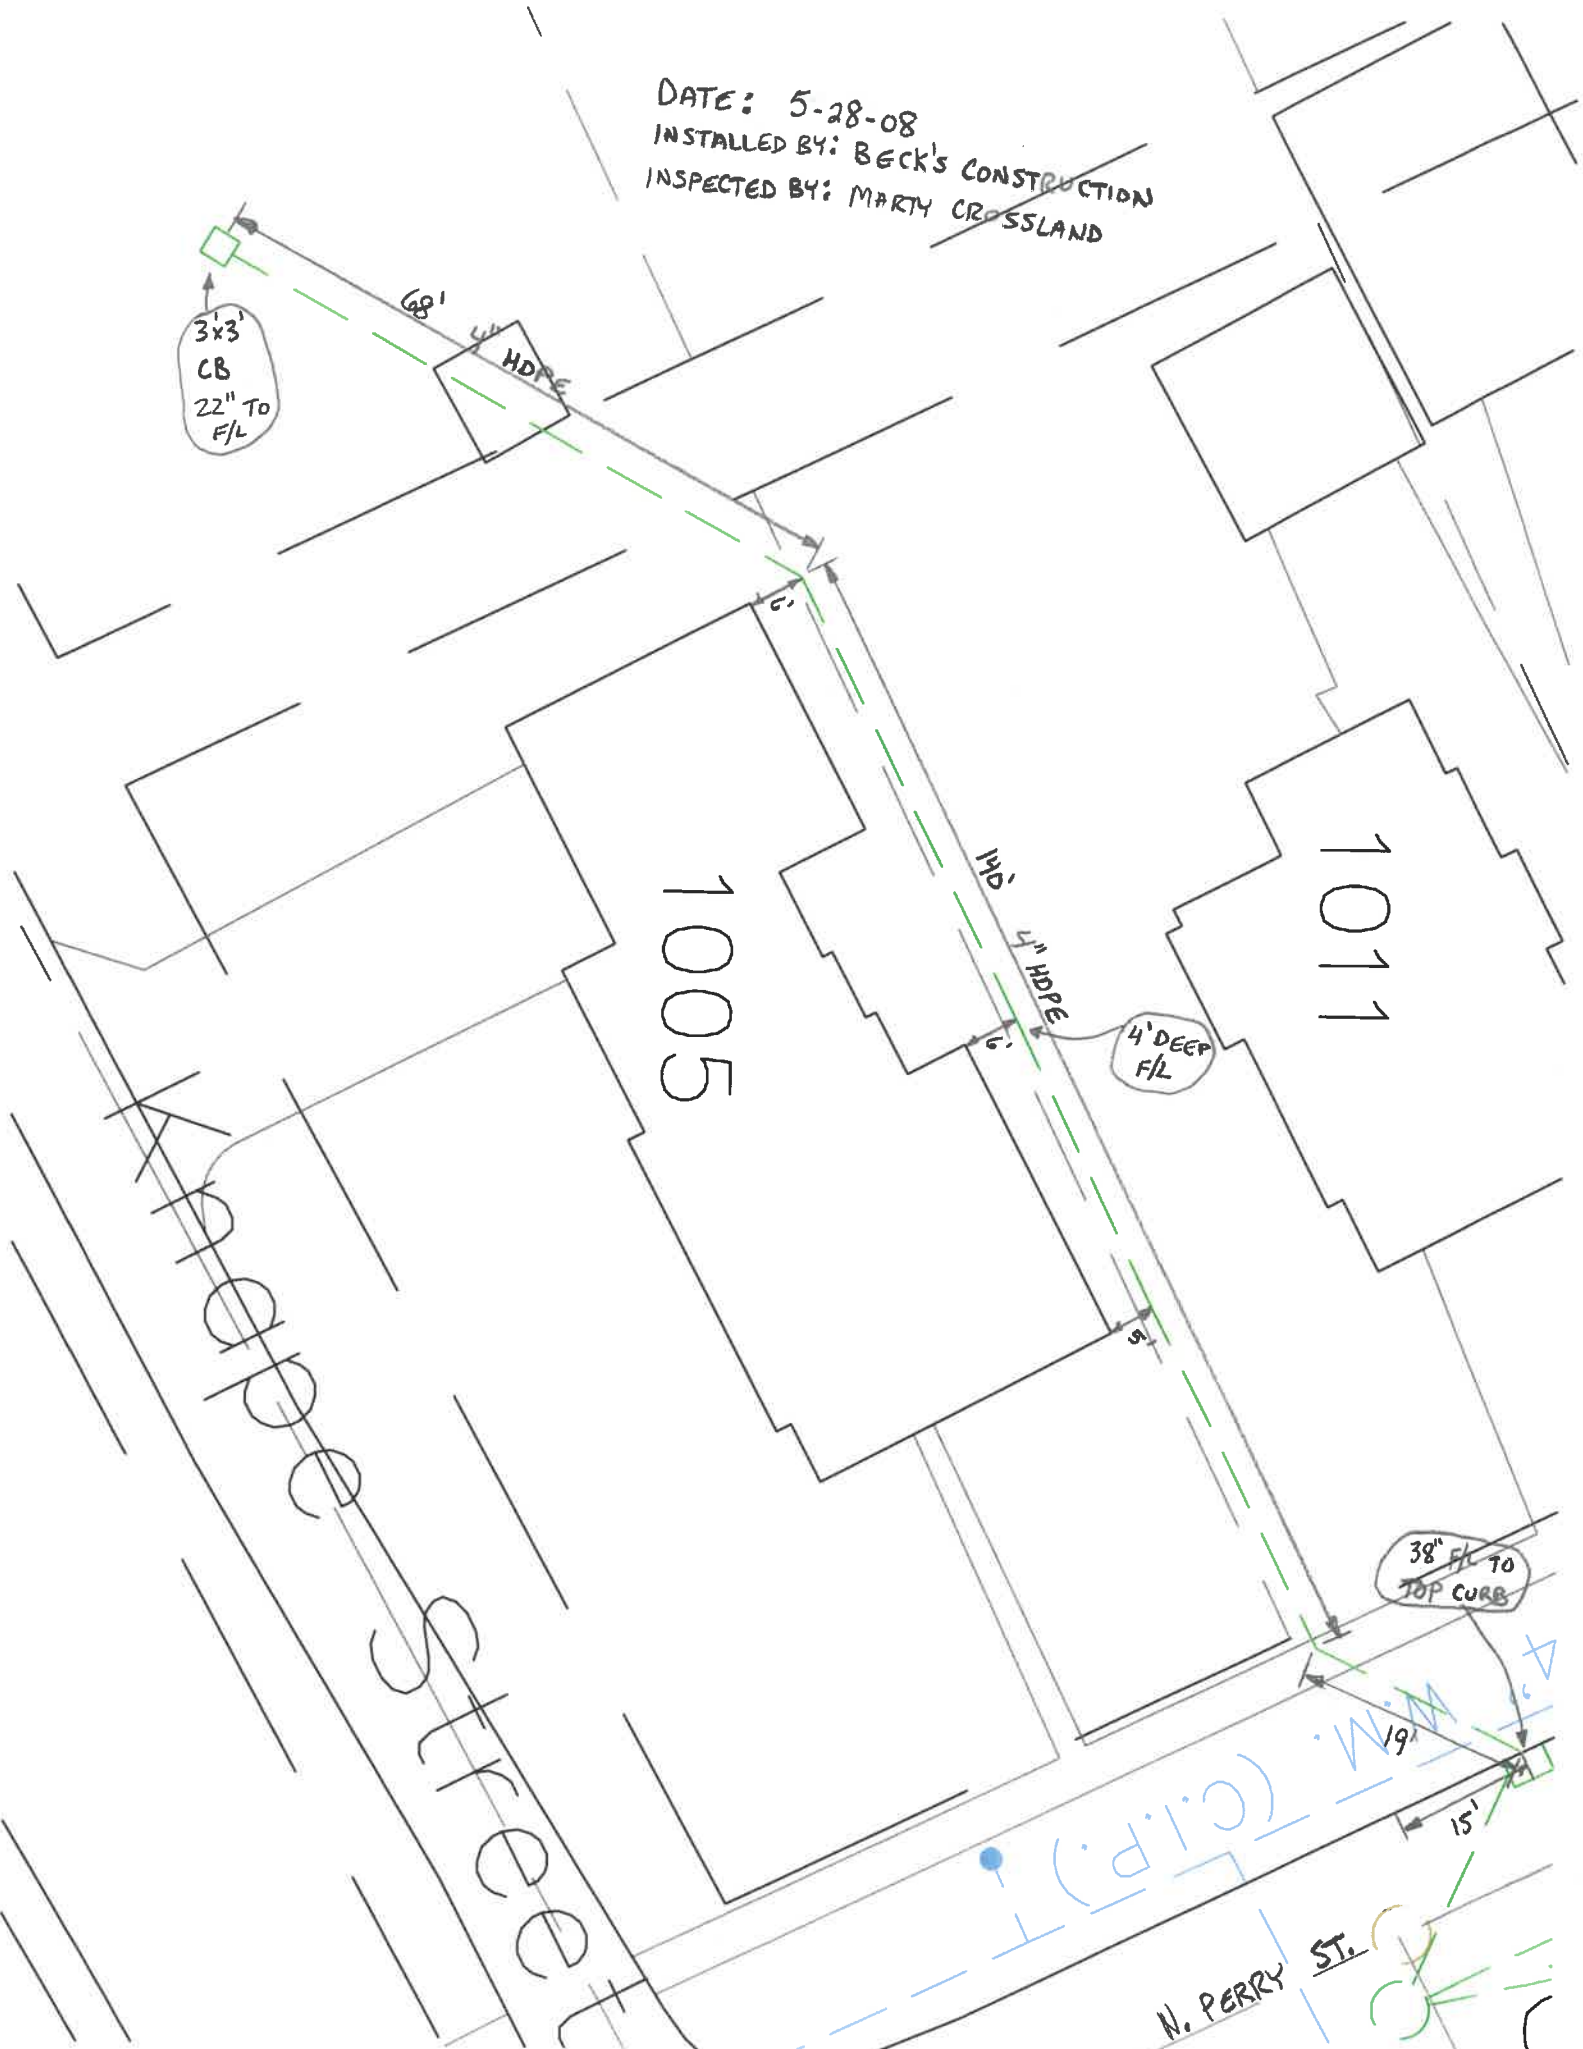 DATE: 5-28-08
INSTALLED BY: BECK'S CONSTRUCTION
INSPECTED BY: MARTY CROSSLAND
68'
4" HDPE
3'x3'
CB
22" TO
F/L
6'
140'
4" HDPE
1005
1011
4' DEEP
F/L
6'
5'
Knapp Street
38" F/L TO
TOP CURB
4" W.M. (C.I.P.)
19'
15'
N. PERRY ST.